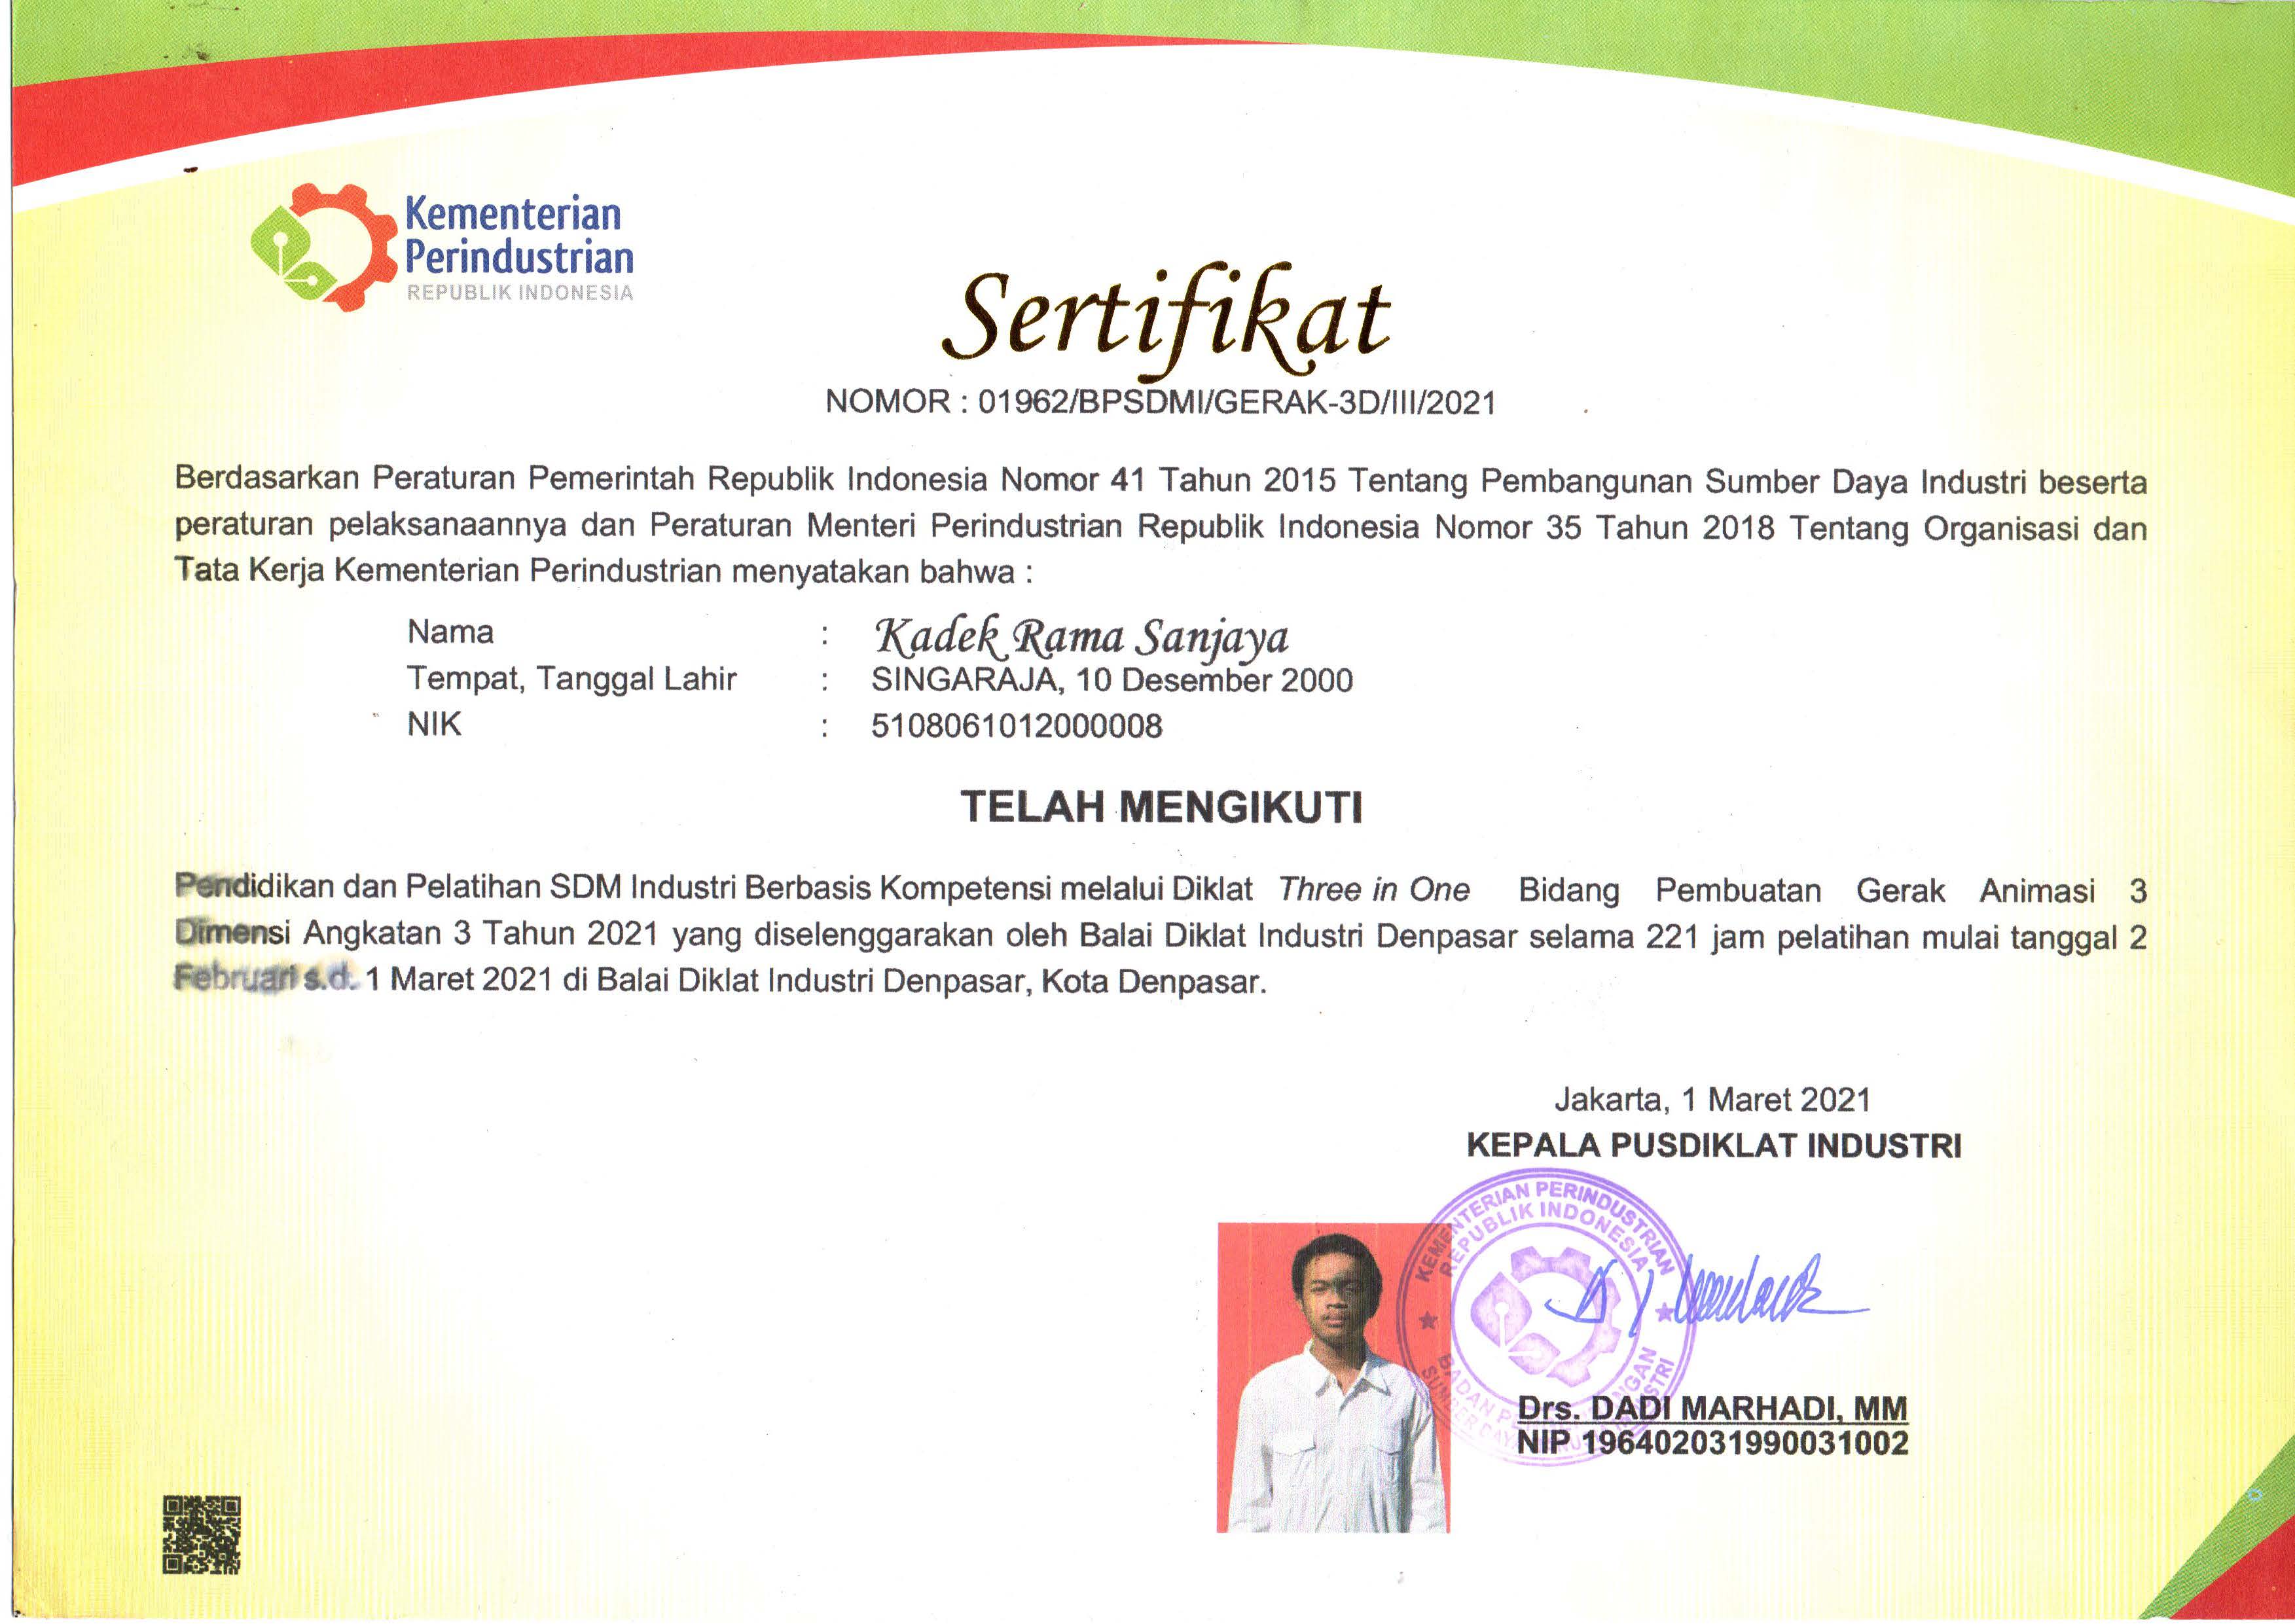 Kementerian
Perindustrian
REPUBLIK INDONESIA
Sertifikat
NOMOR : 01962/BPSDMI/GERAK-3D/III/2021
Berdasarkan Peraturan Pemerintah Republik Indonesia Nomor 41 Tahun 2015 Tentang Pembangunan Sumber Daya Industri beserta
peraturan pelaksanaannya dan Peraturan Menteri Perindustrian Republik Indonesia Nomor 35 Tahun 2018 Tentang Organisasi dan
Tata Kerja Kementerian Perindustrian menyatakan bahwa :
Nama : Kadek Rama Sanjaya
Tempat, Tanggal Lahir : SINGARAJA, 10 Desember 2000
NIK : 5108061012000008
TELAH MENGIKUTI
Pendidikan dan Pelatihan SDM Industri Berbasis Kompetensi melalui Diklat Three in One Bidang Pembuatan Gerak Animasi 3
Dimensi Angkatan 3 Tahun 2021 yang diselenggarakan oleh Balai Diklat Industri Denpasar selama 221 jam pelatihan mulai tanggal 2
Februari s.d. 1 Maret 2021 di Balai Diklat Industri Denpasar, Kota Denpasar.
Jakarta, 1 Maret 2021
KEPALA PUSDIKLAT INDUSTRI
KEMENTERIAN PERINDUSTRIAN
REPUBLIK INDONESIA
Drs. DADI MARHADI, MM
NIP 196402031990031002